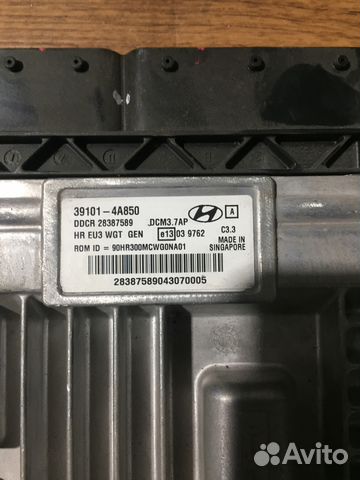 39101-4A850
DDCR 28387589 .DCM3.7AP A
HR EU3 WGT GEN e13 03 9762 C3.3
ROM ID = 90HR300MCWG0NA01 MADE IN
SINGAPORE
28387589043070005
Avito